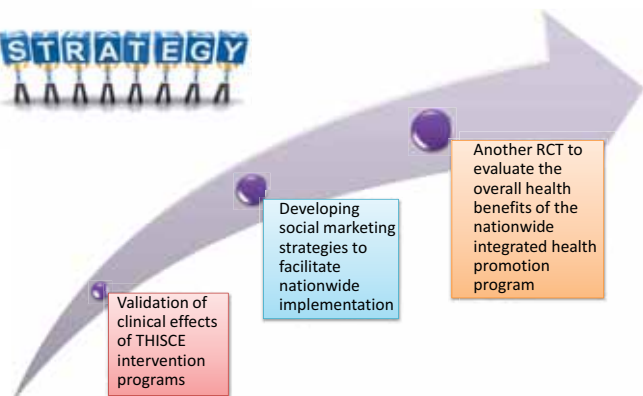 STRATEGY
Validation of
clinical effects
of THISCE
intervention
programs
Developing
social marketing
strategies to
facilitate
nationwide
implementation
Another RCT to
evaluate the
overall health
benefits of the
nationwide
integrated health
promotion
program